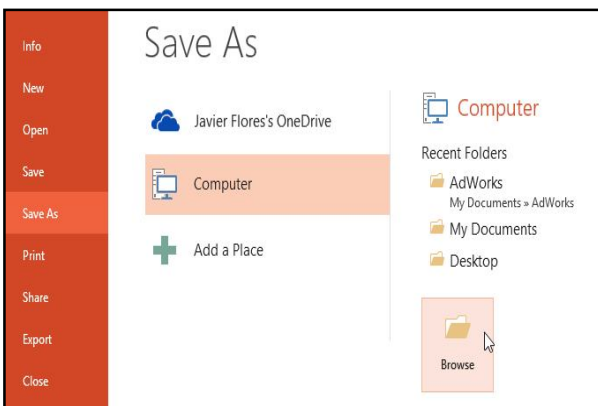 Info
New
Open
Save
Save As
Print
Share
Export
Close
Save As
Javier Flores's OneDrive
Computer
Add a Place
Computer
Recent Folders
AdWorks
My Documents » AdWorks
My Documents
Desktop
Browse